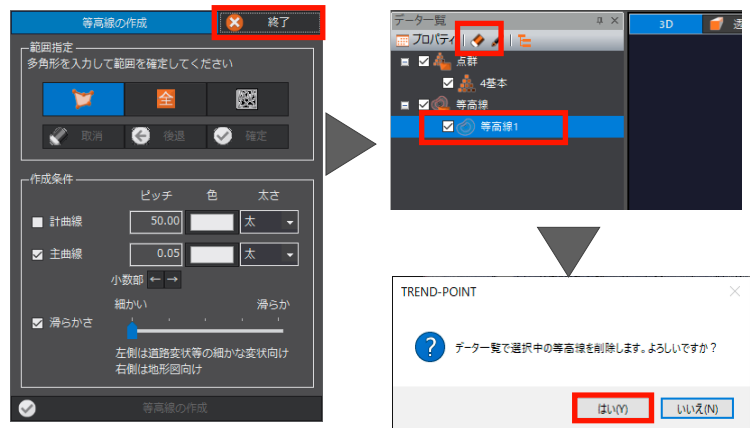 等高線の作成
終了
範囲指定
多角形を入力して範囲を確定してください
全
取消
後退
確定
作成条件
ピッチ 色 太さ
計曲線 50.00 太
主曲線 0.05 太
小数部 ← →
細かい 滑らか
滑らかさ
左側は道路変状等の細かな変状向け
右側は地形図向け
等高線の作成
データ一覧
プロパティ
点群
4基本
等高線
等高線1
3D 透
TREND-POINT
データ一覧で選択中の等高線を削除します。よろしいですか？
はい(Y) いいえ(N)